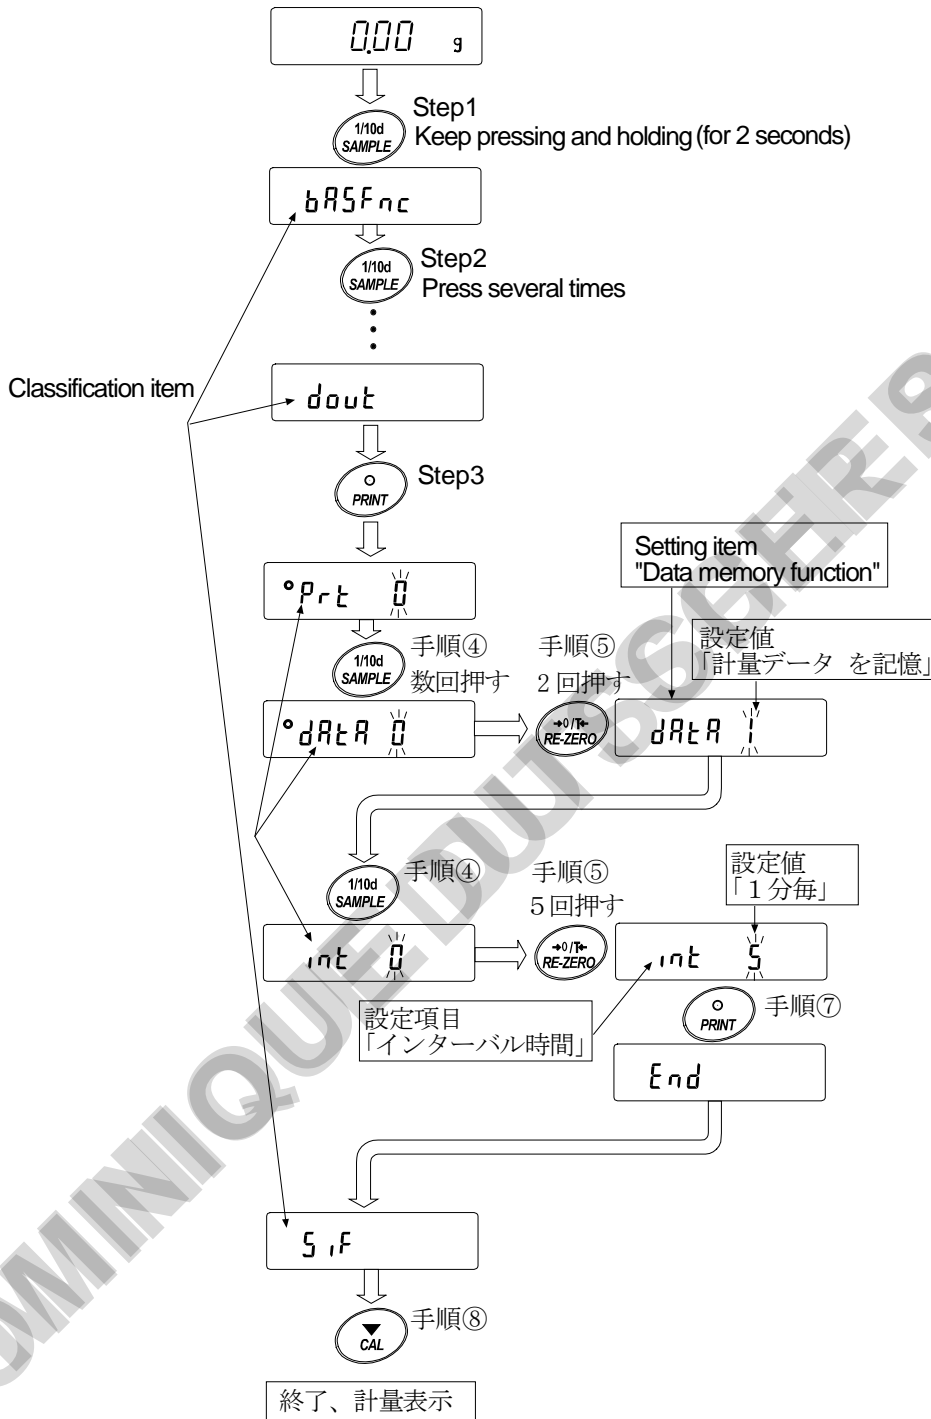 0.00 g
Step1
1/10d
SAMPLE
Keep pressing and holding (for 2 seconds)
bASFnc
Step2
1/10d
SAMPLE
Press several times
Classification item
dout
Step3
PRINT
Setting item
"Data memory function"
Prt 0
設定値
「計量データ を記憶」
手順④
数回押す
1/10d
SAMPLE
手順⑤
2回押す
dAtA 0
→0/T←
RE-ZERO
dAtA 1
手順④
1/10d
SAMPLE
手順⑤
5回押す
設定値
「1分毎」
int 0
→0/T←
RE-ZERO
int 5
設定項目
「インターバル時間」
PRINT
手順⑦
End
SiF
手順⑧
CAL
終了、計量表示